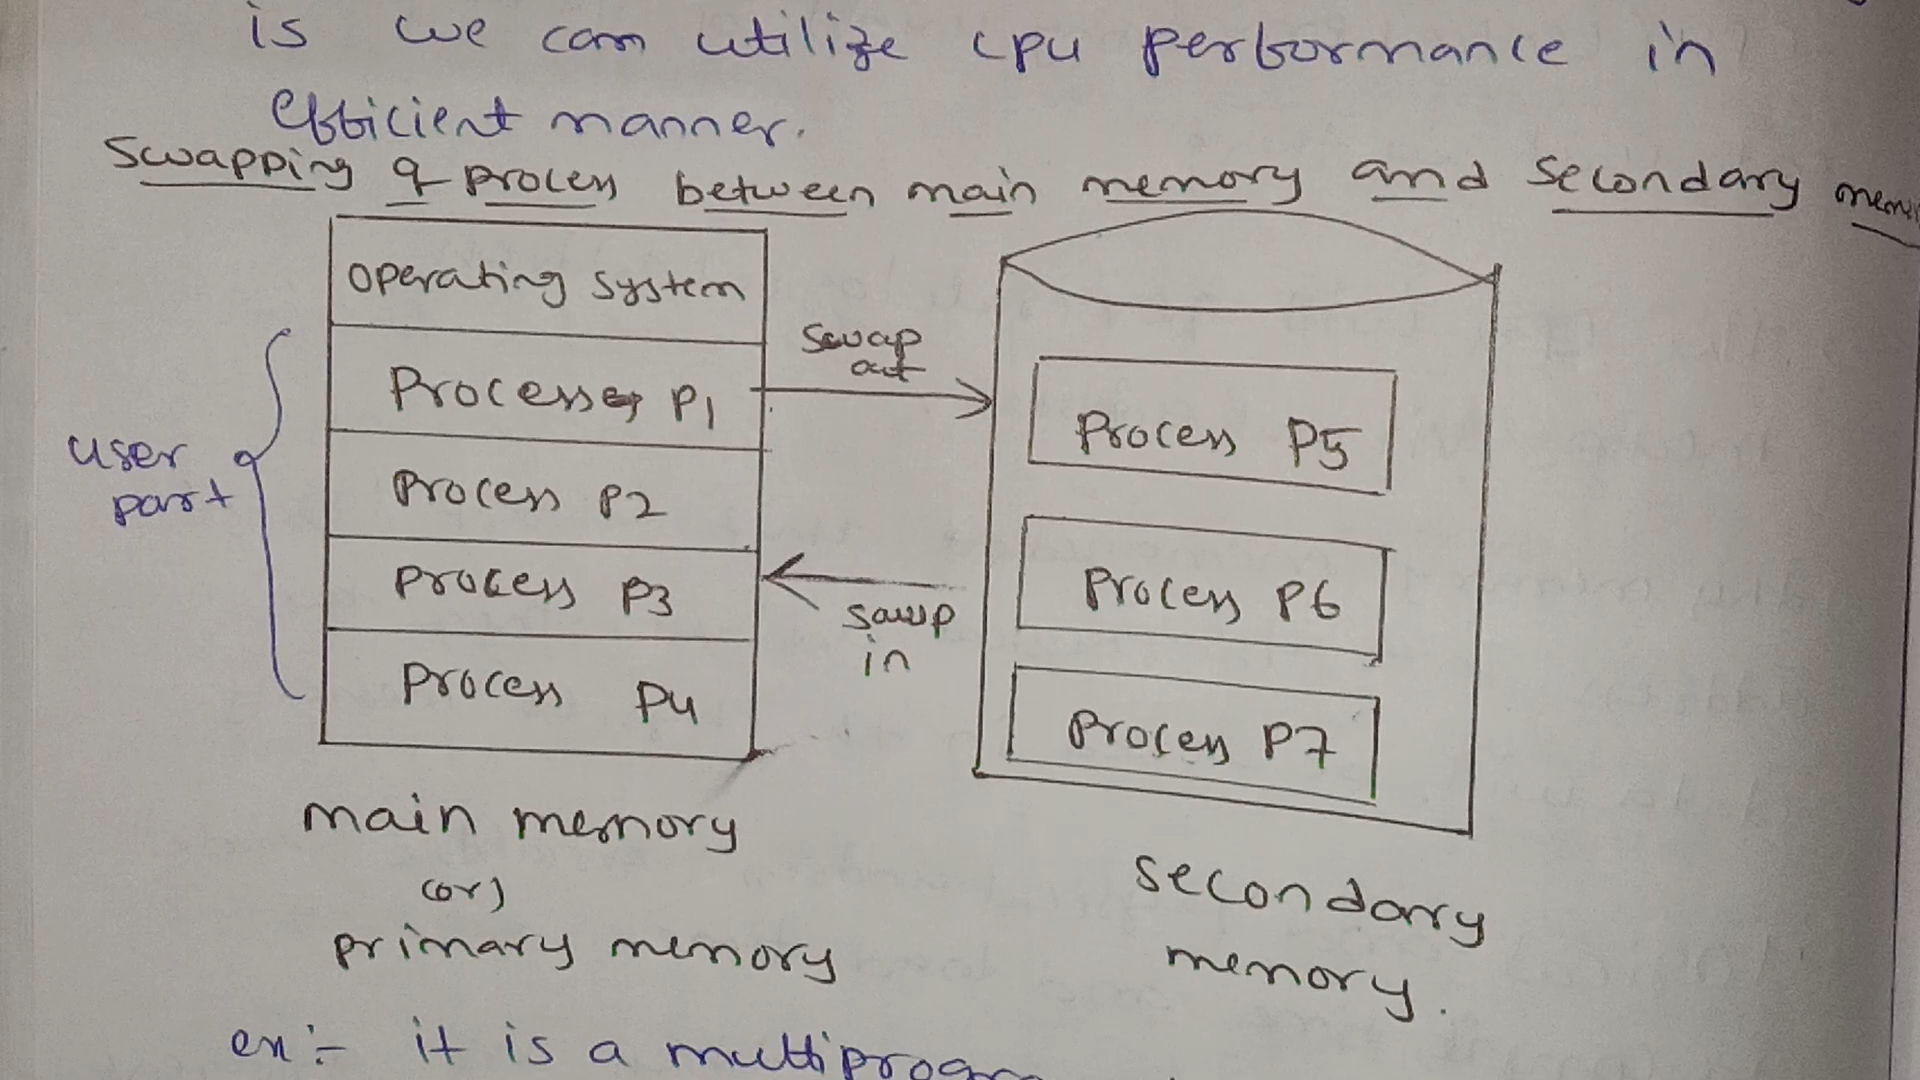 is we can utilize cpu performance in
efficient manner.
Swapping of process between main memory and secondary
operating system
Process P1
Process P2
process P3
Process P4
user
part
swap
out
sawp
in
Process P5
Process P6
Process P7
main memory
(or)
primary memory
secondary
memory.
ex:- it is a